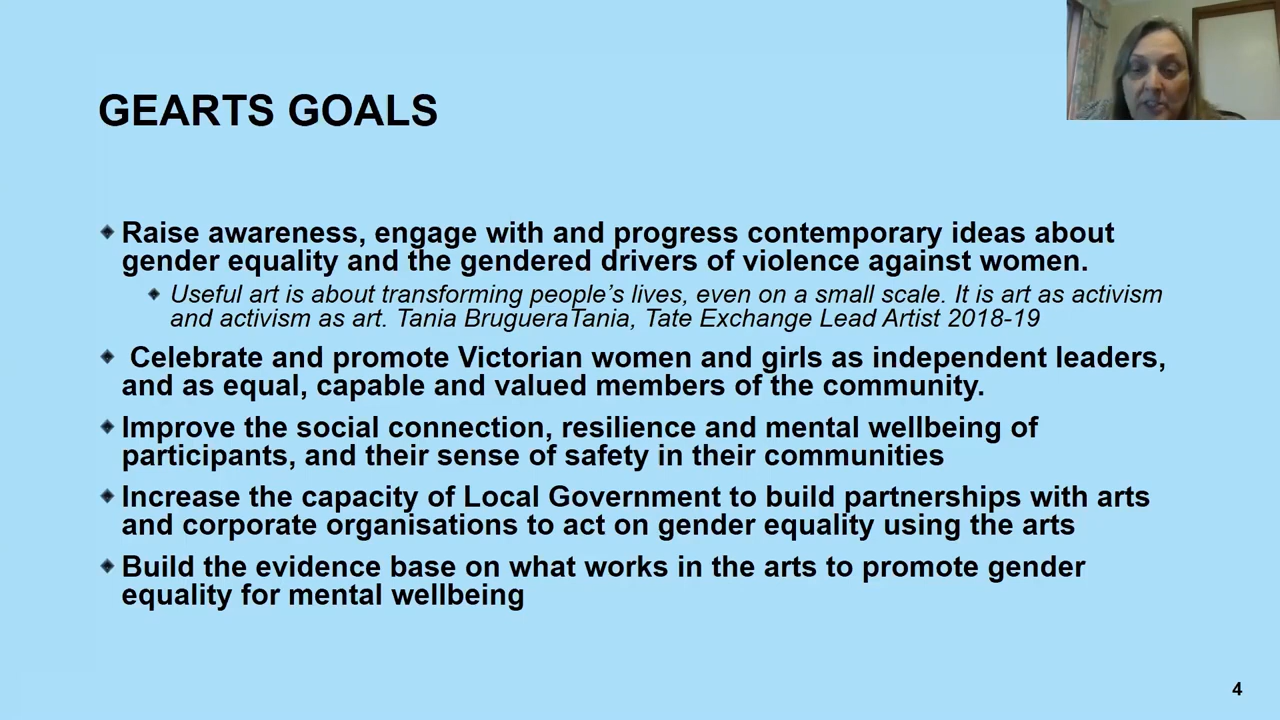 GEARTS GOALS
Raise awareness, engage with and progress contemporary ideas about
gender equality and the gendered drivers of violence against women.
Useful art is about transforming people's lives, even on a small scale. It is art as activism
and activism as art. Tania BrugueraTania, Tate Exchange Lead Artist 2018-19
Celebrate and promote Victorian women and girls as independent leaders,
and as equal, capable and valued members of the community.
Improve the social connection, resilience and mental wellbeing of
participants, and their sense of safety in their communities
Increase the capacity of Local Government to build partnerships with arts
and corporate organisations to act on gender equality using the arts
Build the evidence base on what works in the arts to promote gender
equality for mental wellbeing
4